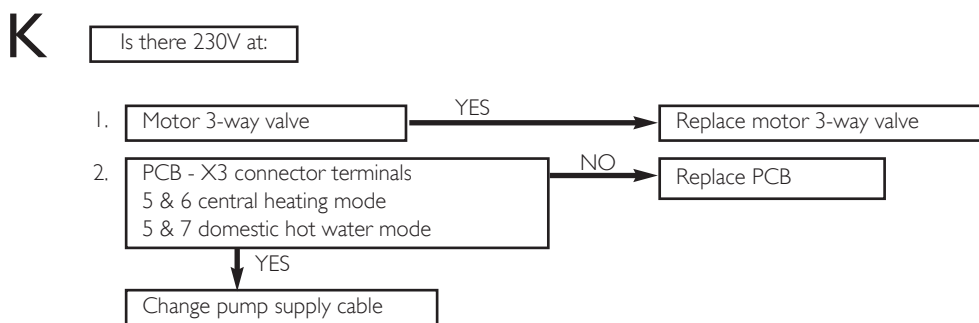 K
Is there 230V at:
1. Motor 3-way valve
YES
Replace motor 3-way valve
2. PCB - X3 connector terminals
5 & 6 central heating mode
5 & 7 domestic hot water mode
NO
Replace PCB
YES
Change pump supply cable